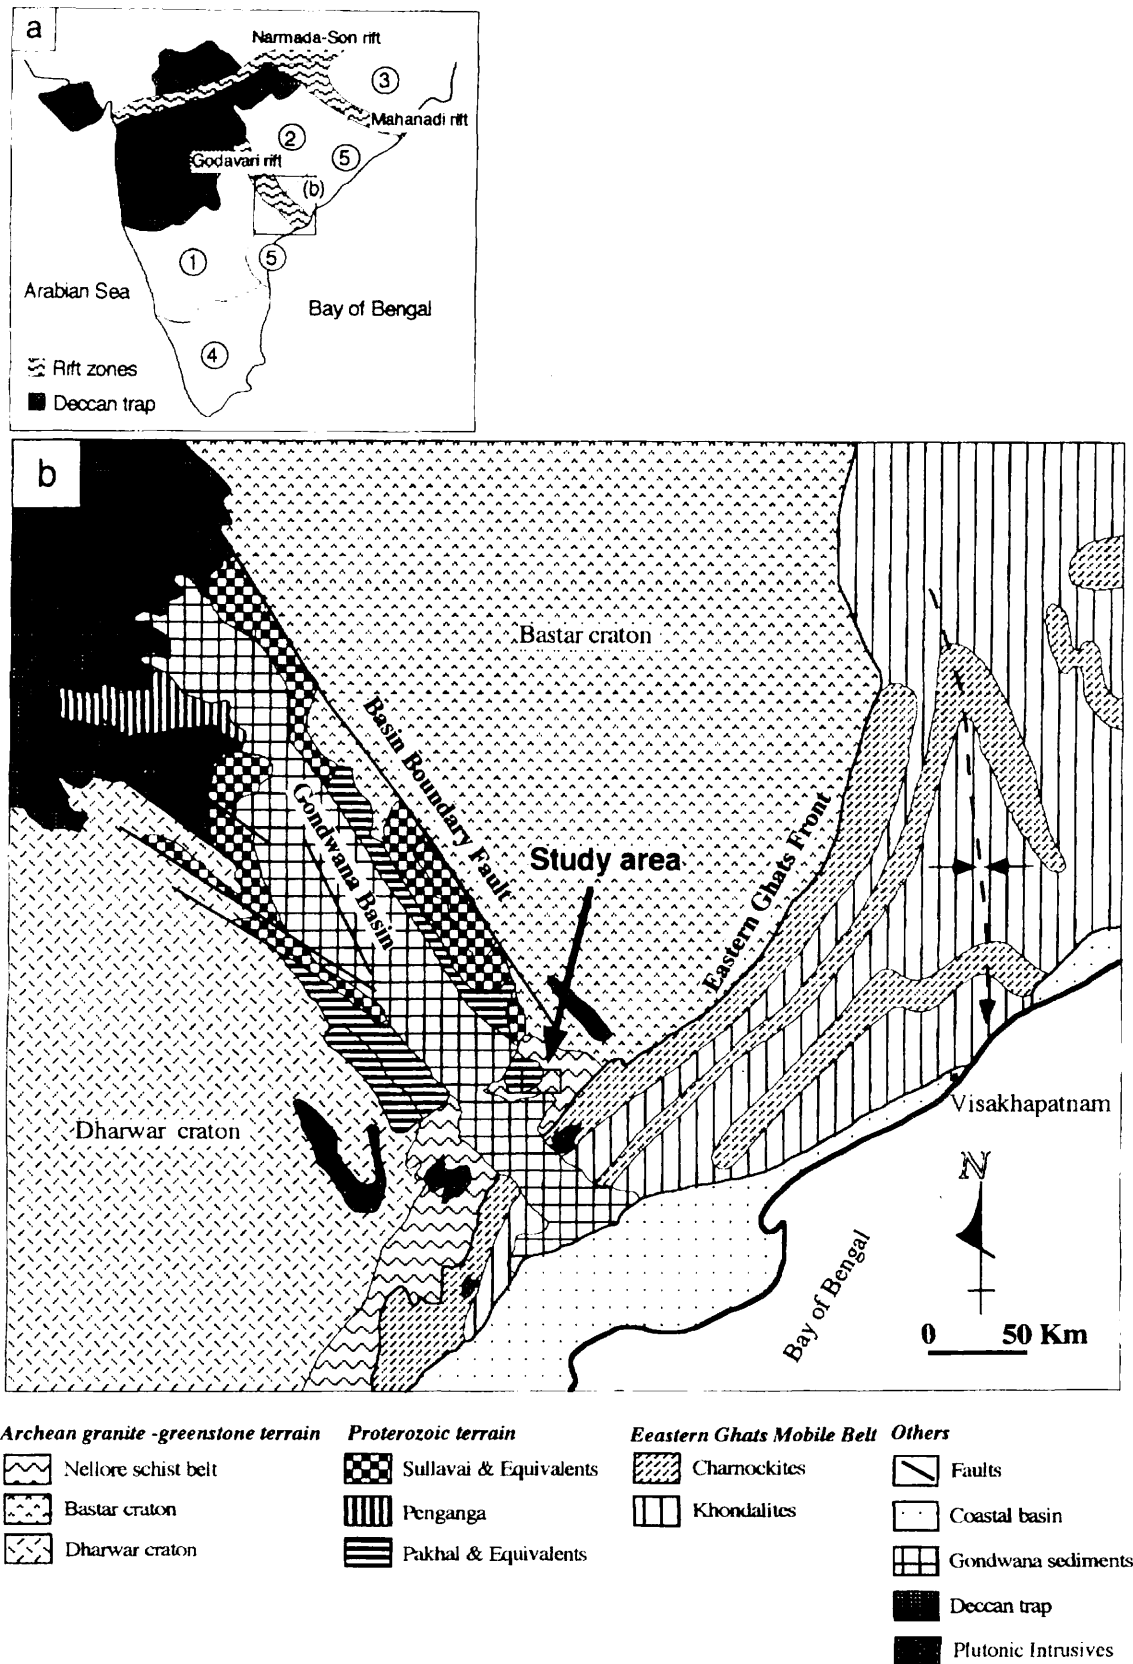 a
Narmada-Son rift
3
Mahanadi rift
2
5
Godavari rift
(b)
1
5
Arabian Sea
Bay of Bengal
4
Rift zones
Deccan trap
b
Bastar craton
Basin Boundary Fault
Gondwana Basin
Study area
Eastern Ghats Front
Dharwar craton
Visakhapatnam
N
Bay of Bengal
0 50 Km
Archean granite -greenstone terrain
Nellore schist belt
Bastar craton
Dharwar craton
Proterozoic terrain
Sullavai & Equivalents
Penganga
Pakhal & Equivalents
Eeastern Ghats Mobile Belt
Charnockites
Khondalites
Others
Faults
Coastal basin
Gondwana sediments
Deccan trap
Plutonic Intrusives